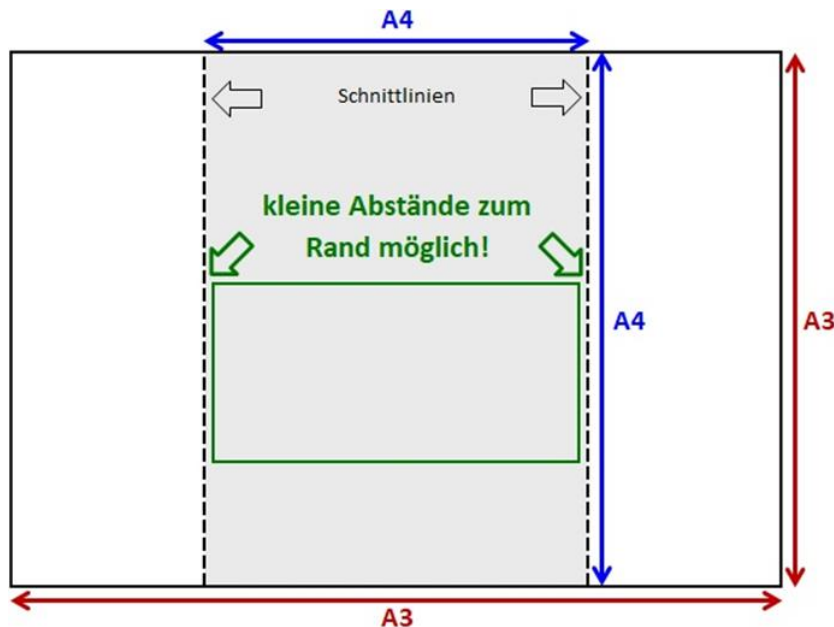 A4
Schnittlinien
kleine Abstände zum
Rand möglich!
A4
A3
A3